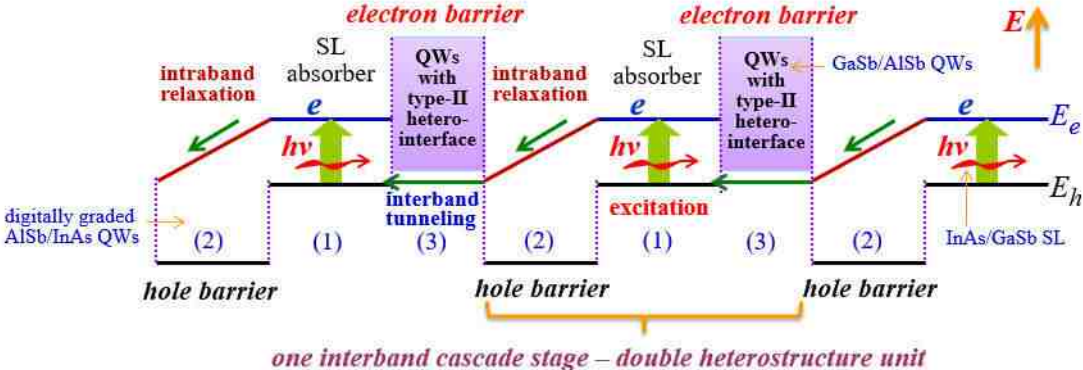 electron barrier
electron barrier
E
SL
absorber
QWs
with
type-II
hetero-
interface
SL
absorber
QWs
with
type-II
hetero-
interface
GaSb/AlSb QWs
intraband
relaxation
intraband
relaxation
e
e
e
Eₑ
hν
hν
hν
interband
tunneling
excitation
Eₕ
digitally graded
AlSb/InAs QWs
(2)
(1)
(3)
(2)
(1)
(3)
(2)
InAs/GaSb SL
hole barrier
hole barrier
hole barrier
one interband cascade stage – double heterostructure unit